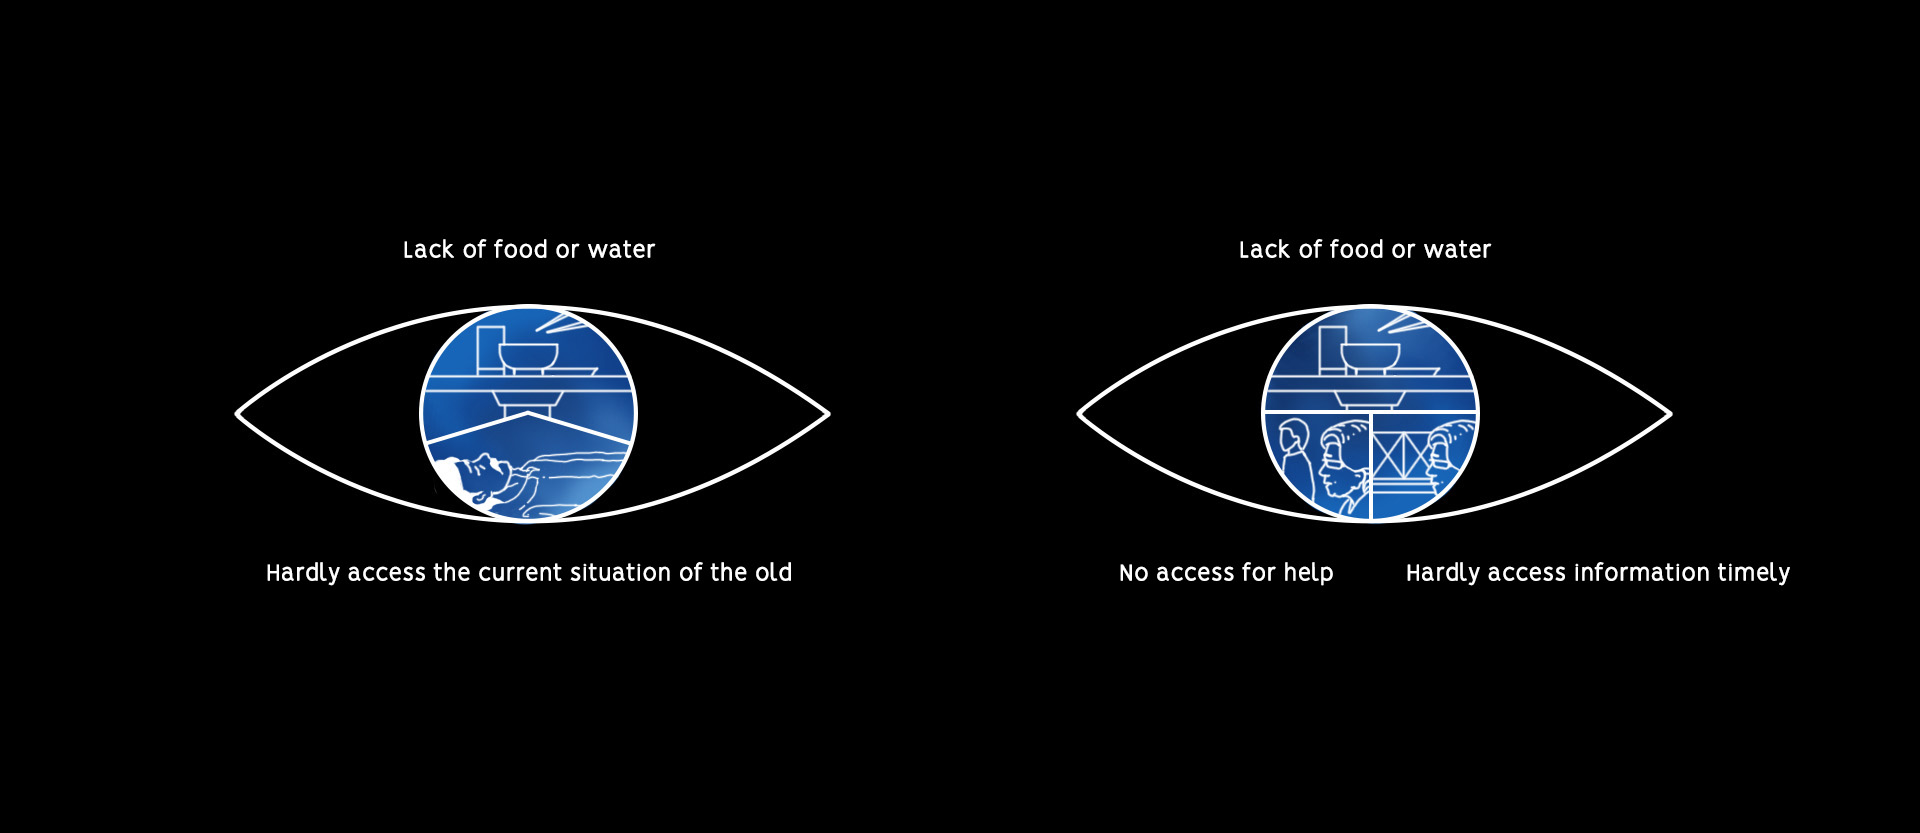 Lack of food or water
Lack of food or water
Hardly access the current situation of the old
No access for help
Hardly access information timely